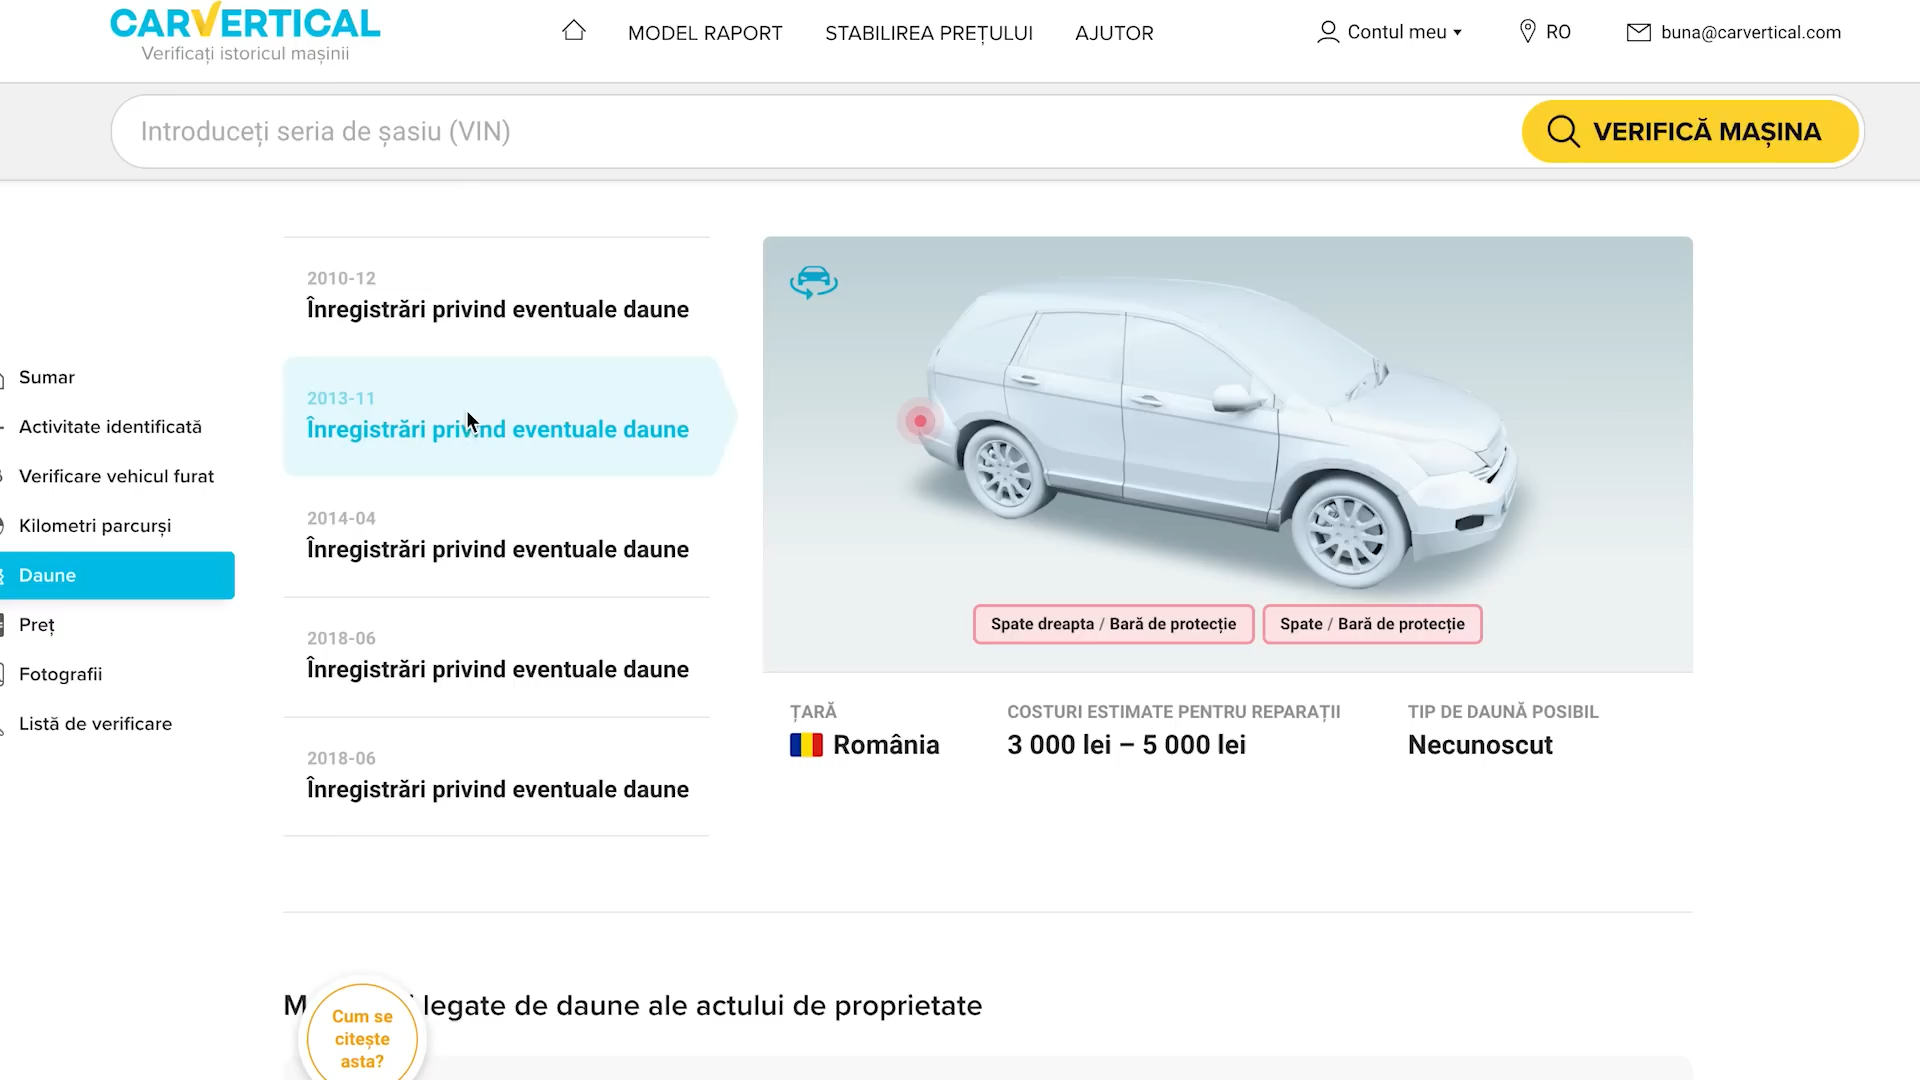 CARVERTICAL
Verificați istoricul mașinii
MODEL RAPORT
STABILIREA PREȚULUI
AJUTOR
Contul meu
RO
buna@carvertical.com
Introduceți seria de șasiu (VIN)
VERIFICĂ MAȘINA
Sumar
Activitate identificată
Verificare vehicul furat
Kilometri parcurși
Daune
Preț
Fotografii
Listă de verificare
2010-12
Înregistrări privind eventuale daune
2013-11
Înregistrări privind eventuale daune
2014-04
Înregistrări privind eventuale daune
2018-06
Înregistrări privind eventuale daune
2018-06
Înregistrări privind eventuale daune
Spate dreapta / Bară de protecție
Spate / Bară de protecție
ȚARĂ
România
COSTURI ESTIMATE PENTRU REPARAȚII
3 000 lei – 5 000 lei
TIP DE DAUNĂ POSIBIL
Necunoscut
legate de daune ale actului de proprietate
Cum se
citește
asta?